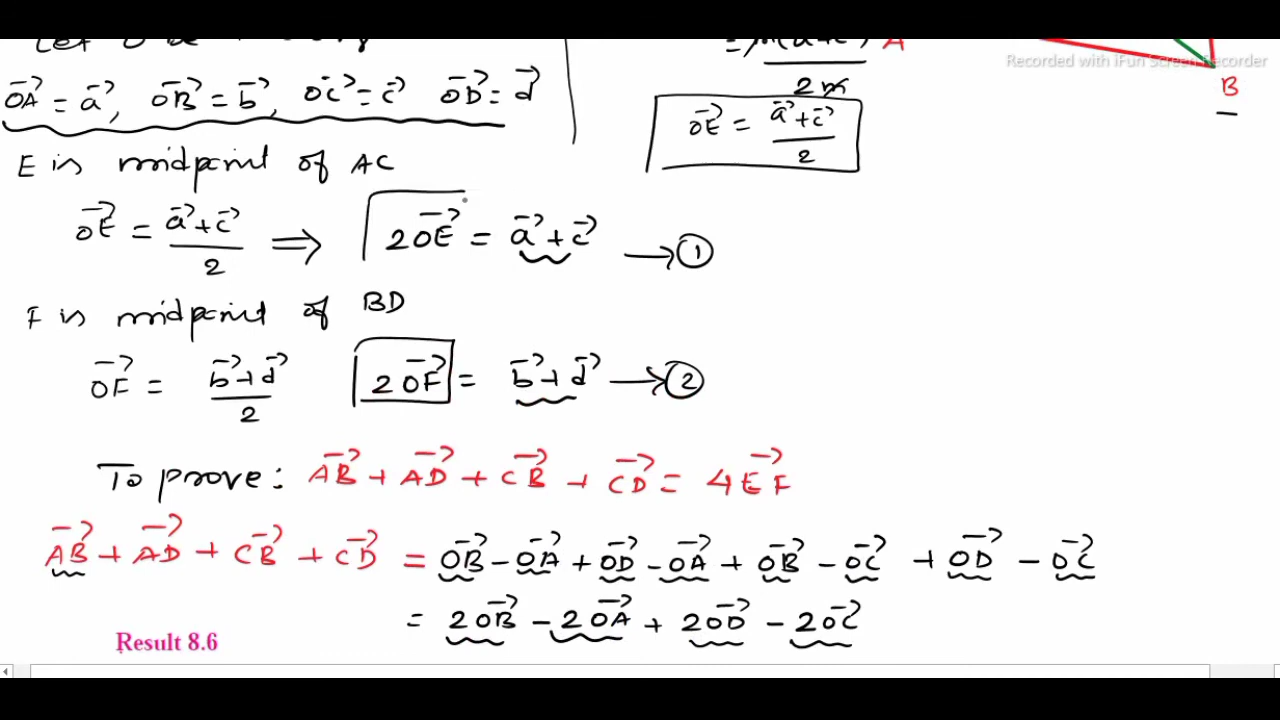 OA⃗ = a⃗, OB⃗ = b⃗, OC⃗ = c⃗ OD⃗ = d⃗
E is midpoint of AC
OE⃗ = (a⃗ + c⃗)/2 ⟹ 2OE⃗ = a⃗ + c⃗ → ①
F is midpoint of BD
OF⃗ = (b⃗ + d⃗)/2 2OF⃗ = b⃗ + d⃗ → ②
To prove: AB⃗ + AD⃗ + CB⃗ + CD⃗ = 4EF⃗
AB⃗ + AD⃗ + CB⃗ + CD⃗ = OB⃗ − OA⃗ + OD⃗ − OA⃗ + OB⃗ − OC⃗ + OD⃗ − OC⃗
= 2OB⃗ − 2OA⃗ + 2OD⃗ − 2OC⃗
Result 8.6
A
2m
OE⃗ = (a⃗ + c⃗)/2
Recorded with iFun Screen Recorder
B